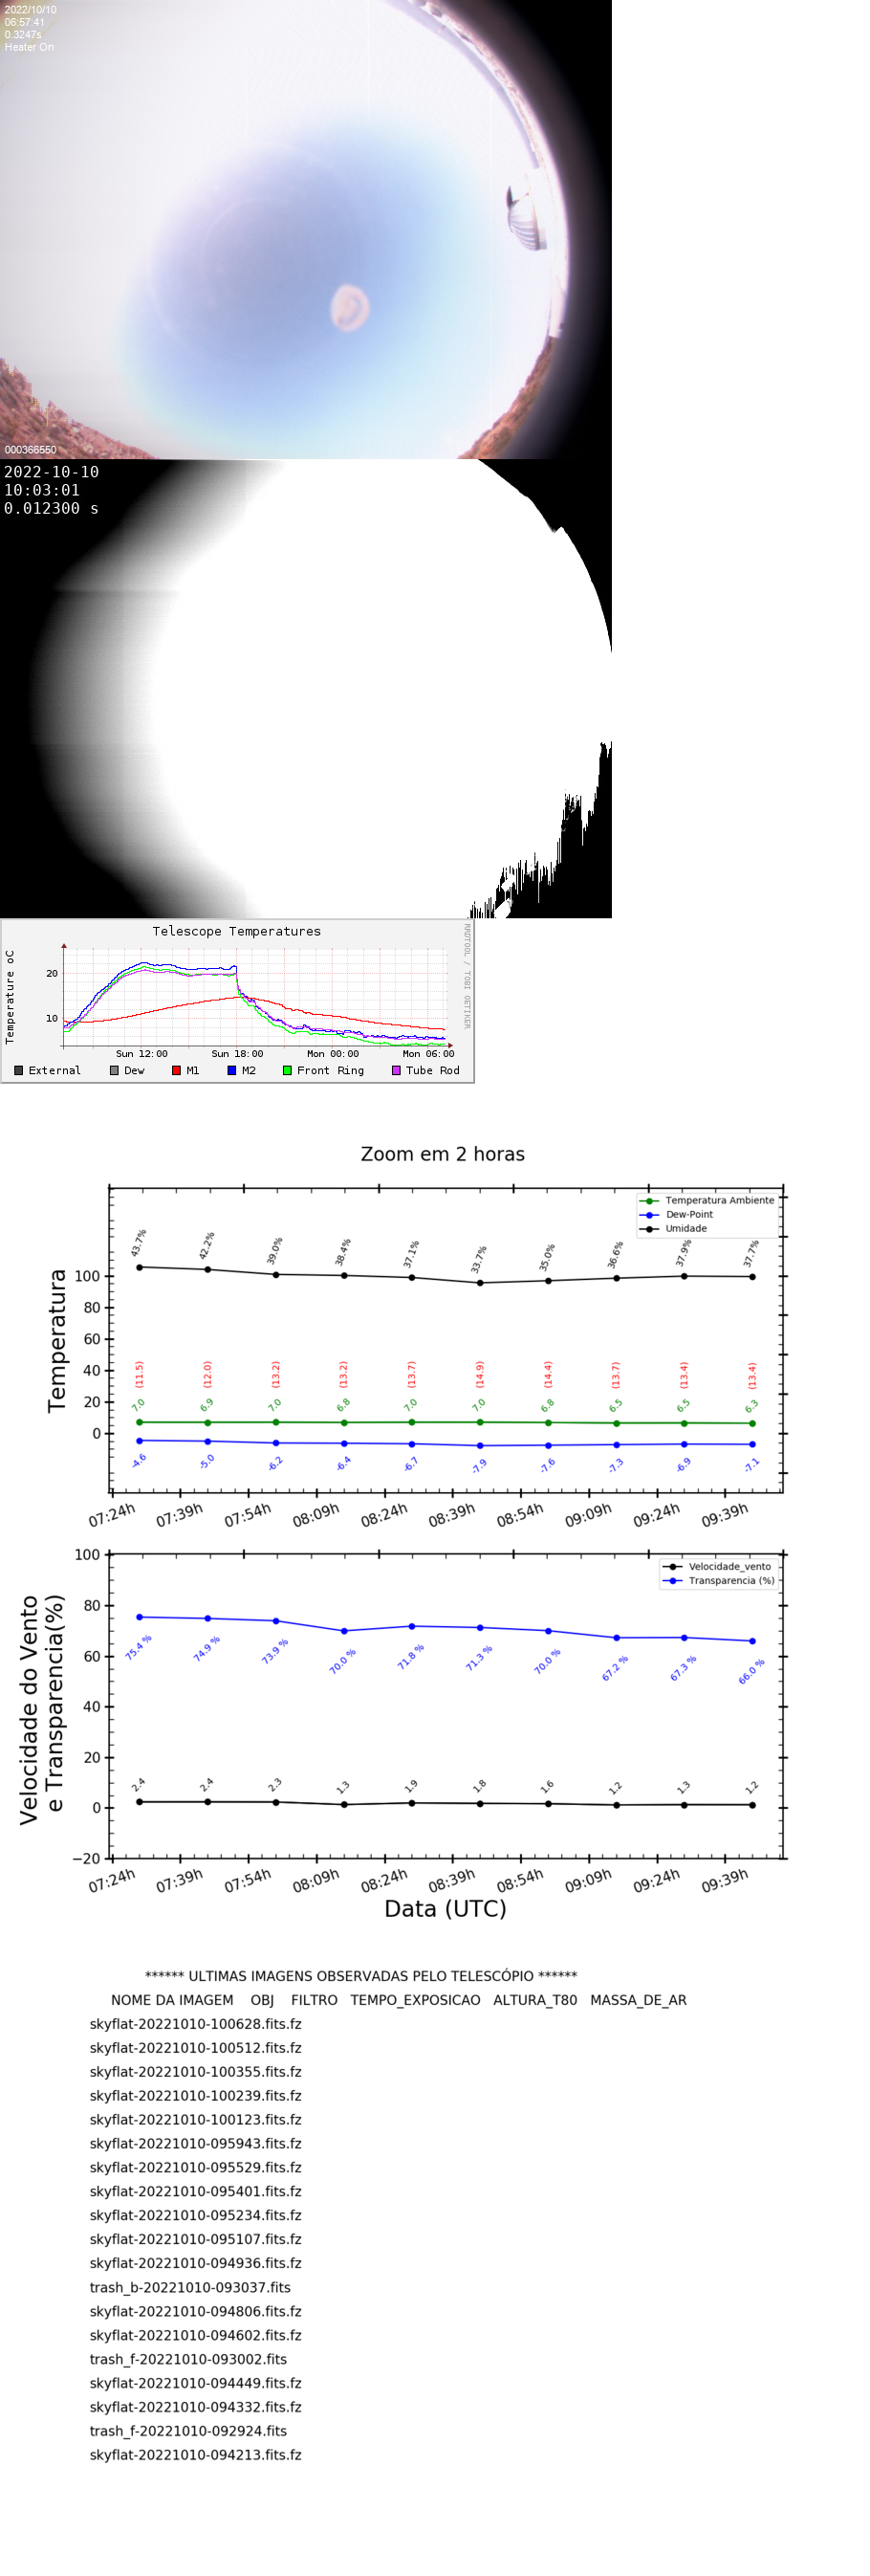 2022/10/10
06:57:41
0.3247s
Heater On
000366550
2022-10-10
10:03:01
0.012300 s
Telescope Temperatures
RRDTOOL / TOBI OETIKER
Temperature oC
20
10
Sun 12:00 Sun 18:00 Mon 00:00 Mon 06:00
External Dew M1 M2 Front Ring Tube Rod
Zoom em 2 horas
Temperatura Ambiente
Dew-Point
Umidade
43.7% 42.2% 39.0% 38.4% 37.1% 33.7% 35.0% 36.6% 37.9% 37.7%
Temperatura
100
80
60
40
20
0
(11.5) (12.0) (13.2) (13.2) (13.7) (14.9) (14.4) (13.7) (13.4) (13.4)
7.0 6.9 7.0 6.8 7.0 7.0 6.8 6.5 6.5 6.3
-4.6 -5.0 -6.2 -6.4 -6.7 -7.9 -7.6 -7.3 -6.9 -7.1
07:24h 07:39h 07:54h 08:09h 08:24h 08:39h 08:54h 09:09h 09:24h 09:39h
Velocidade do Vento
e Transparencia(%)
100
80
60
40
20
0
−20
Velocidade_vento
Transparencia (%)
75.4 % 74.9 % 73.9 % 70.0 % 71.8 % 71.3 % 70.0 % 67.2 % 67.3 % 66.0 %
2.4 2.4 2.3 1.3 1.9 1.8 1.6 1.2 1.3 1.2
07:24h 07:39h 07:54h 08:09h 08:24h 08:39h 08:54h 09:09h 09:24h 09:39h
Data (UTC)
****** ULTIMAS IMAGENS OBSERVADAS PELO TELESCÓPIO ******
NOME DA IMAGEM OBJ FILTRO TEMPO_EXPOSICAO ALTURA_T80 MASSA_DE_AR
skyflat-20221010-100628.fits.fz
skyflat-20221010-100512.fits.fz
skyflat-20221010-100355.fits.fz
skyflat-20221010-100239.fits.fz
skyflat-20221010-100123.fits.fz
skyflat-20221010-095943.fits.fz
skyflat-20221010-095529.fits.fz
skyflat-20221010-095401.fits.fz
skyflat-20221010-095234.fits.fz
skyflat-20221010-095107.fits.fz
skyflat-20221010-094936.fits.fz
trash_b-20221010-093037.fits
skyflat-20221010-094806.fits.fz
skyflat-20221010-094602.fits.fz
trash_f-20221010-093002.fits
skyflat-20221010-094449.fits.fz
skyflat-20221010-094332.fits.fz
trash_f-20221010-092924.fits
skyflat-20221010-094213.fits.fz